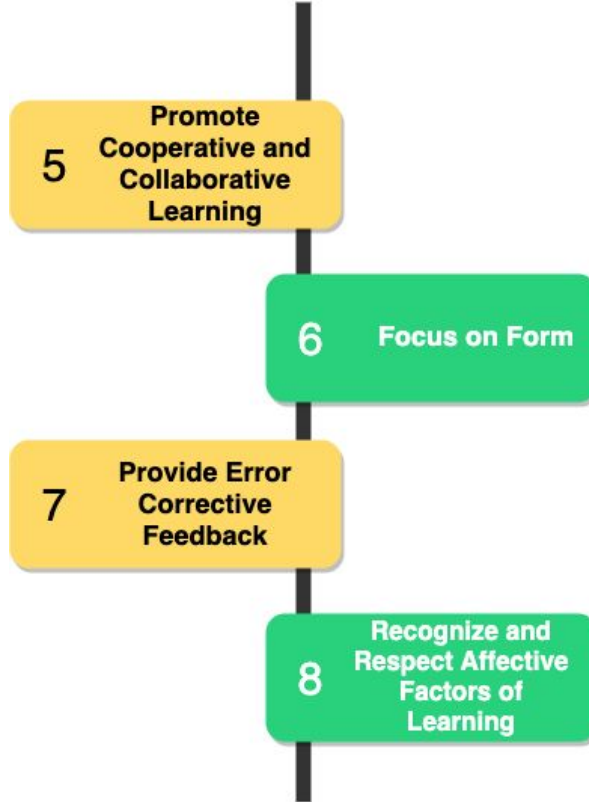 5
Promote
Cooperative and
Collaborative
Learning
6
Focus on Form
7
Provide Error
Corrective
Feedback
8
Recognize and
Respect Affective
Factors of
Learning